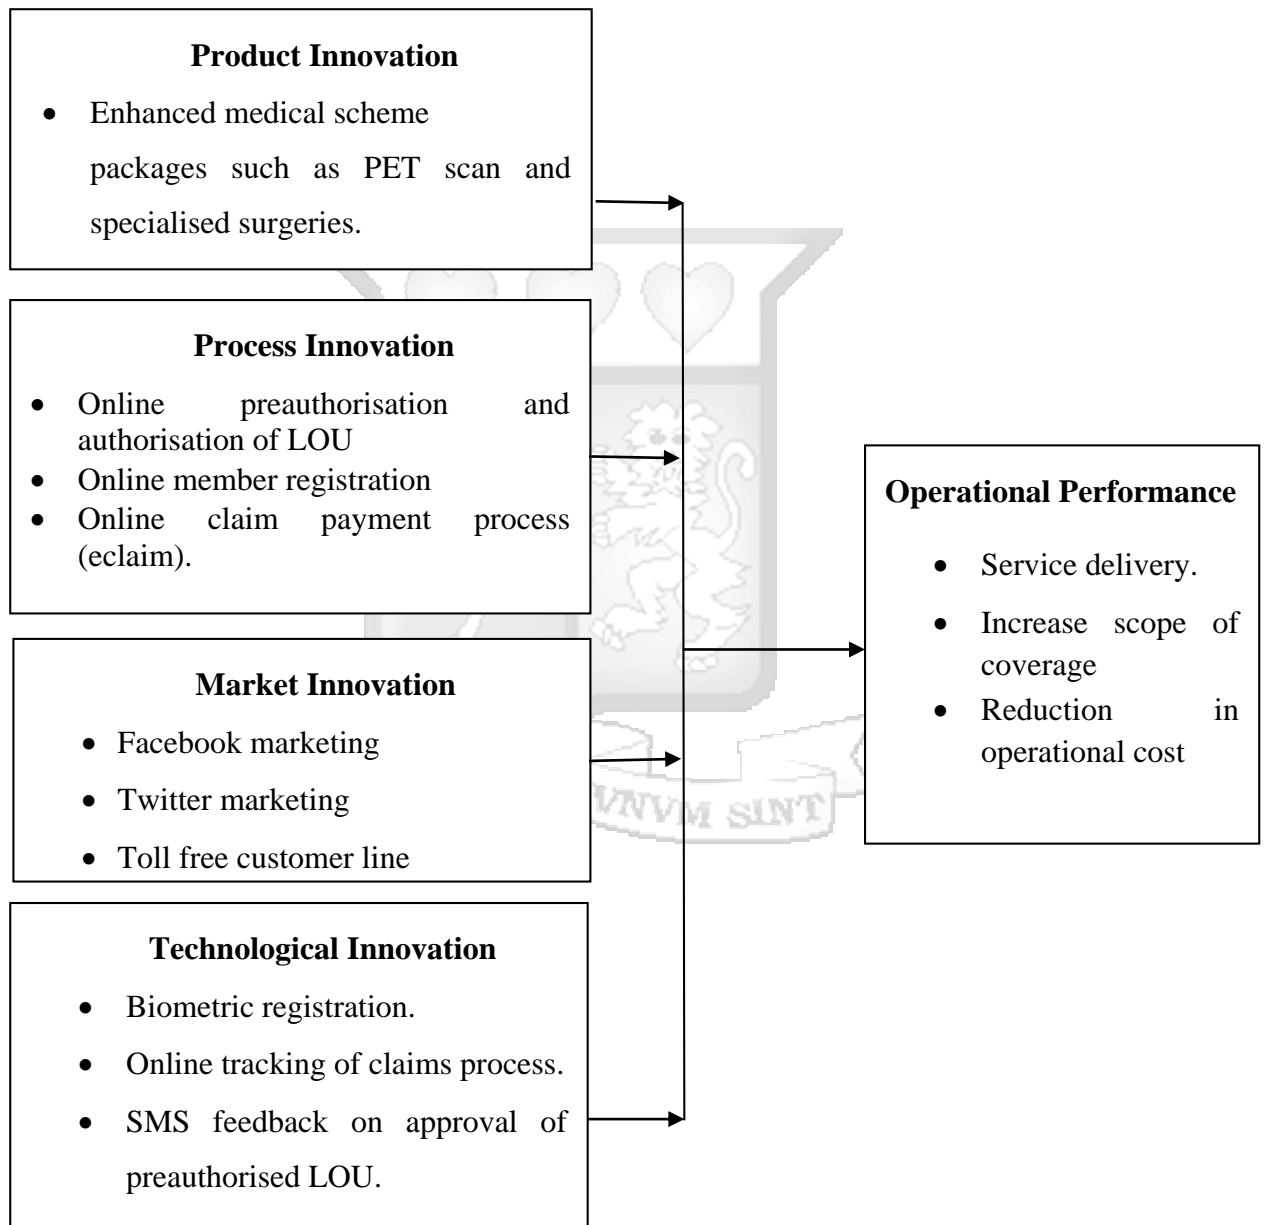 Product Innovation
• Enhanced medical scheme
packages such as PET scan and
specialised surgeries.
Process Innovation
• Online preauthorisation and
authorisation of LOU
• Online member registration
• Online claim payment process
(eclaim).
Market Innovation
• Facebook marketing
• Twitter marketing
• Toll free customer line
Technological Innovation
• Biometric registration.
• Online tracking of claims process.
• SMS feedback on approval of
preauthorised LOU.
Operational Performance
• Service delivery.
• Increase scope of
coverage
• Reduction in
operational cost
VNVM SINT